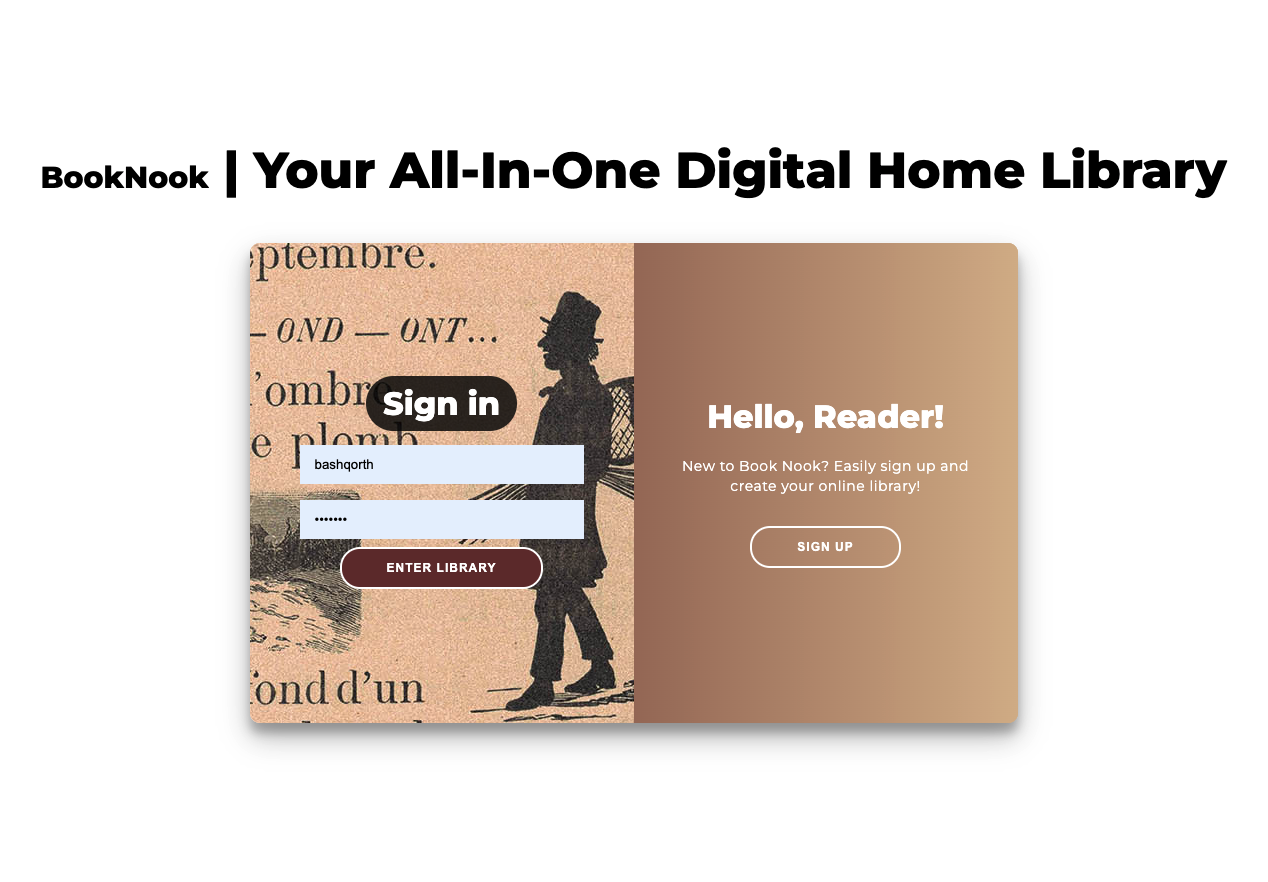 BookNook | Your All-In-One Digital Home Library
eptembre.
— OND — ONT...
l'ombre
Sign in
e plomb
bashqorth
•••••••
ENTER LIBRARY
fond d'un
Hello, Reader!
New to Book Nook? Easily sign up and
create your online library!
SIGN UP